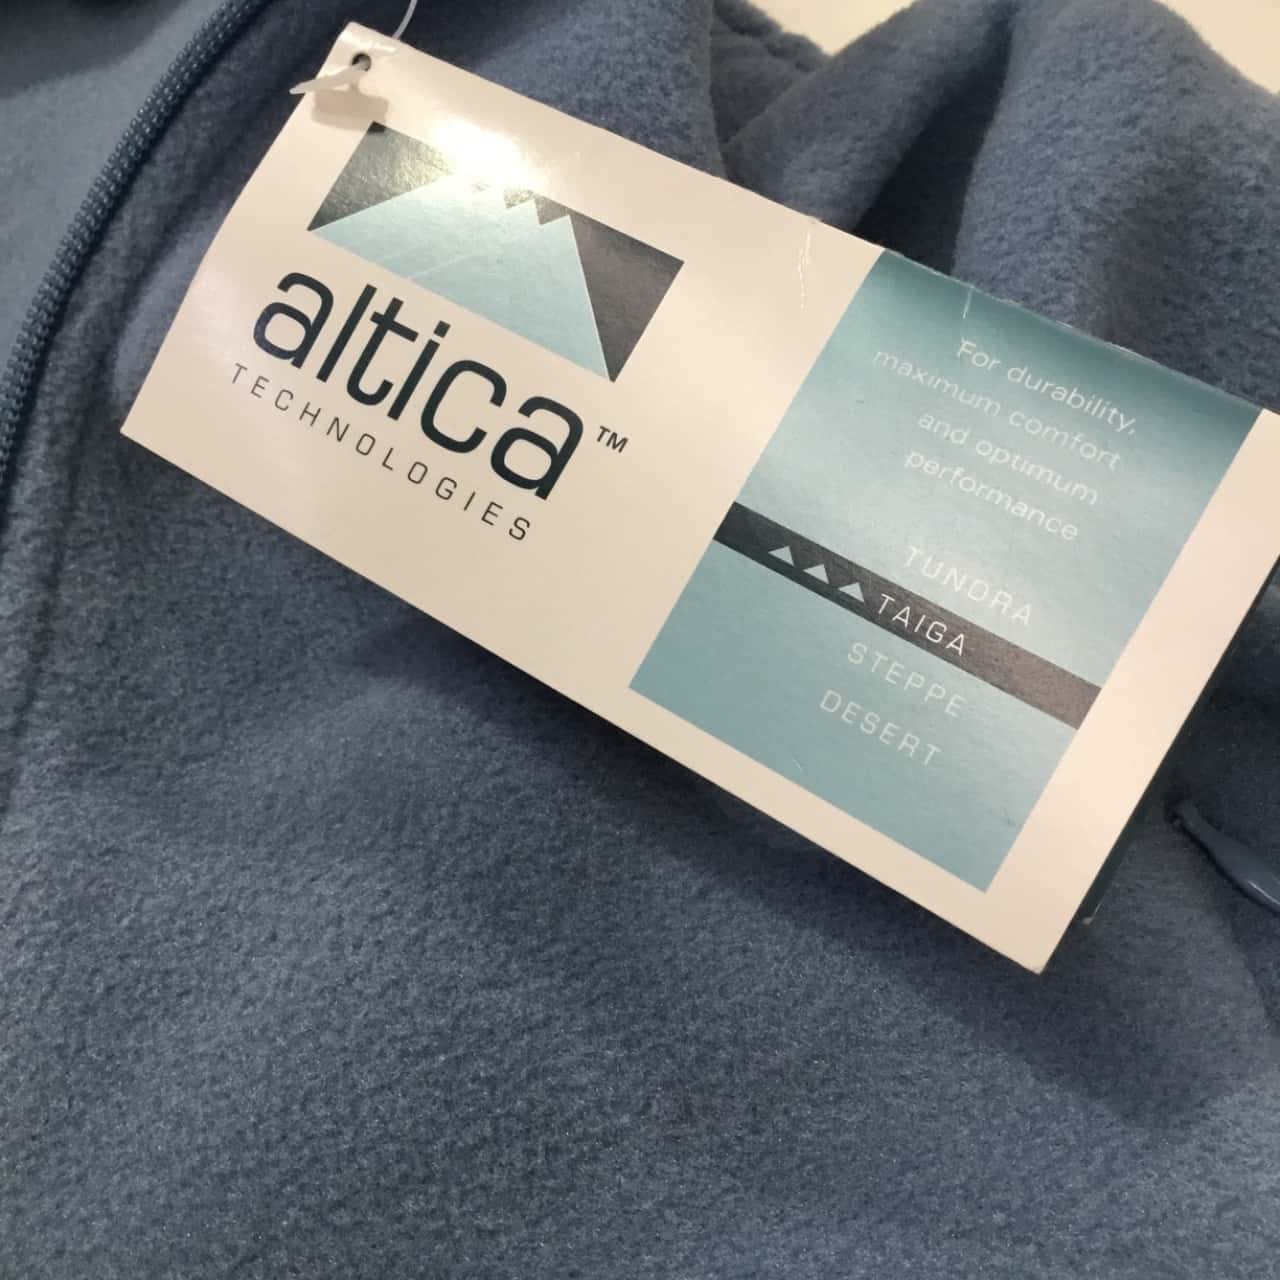 altica™
TECHNOLOGIES
For durability,
maximum comfort
and optimum
performance
TUNDRA
TAIGA
STEPPE
DESERT